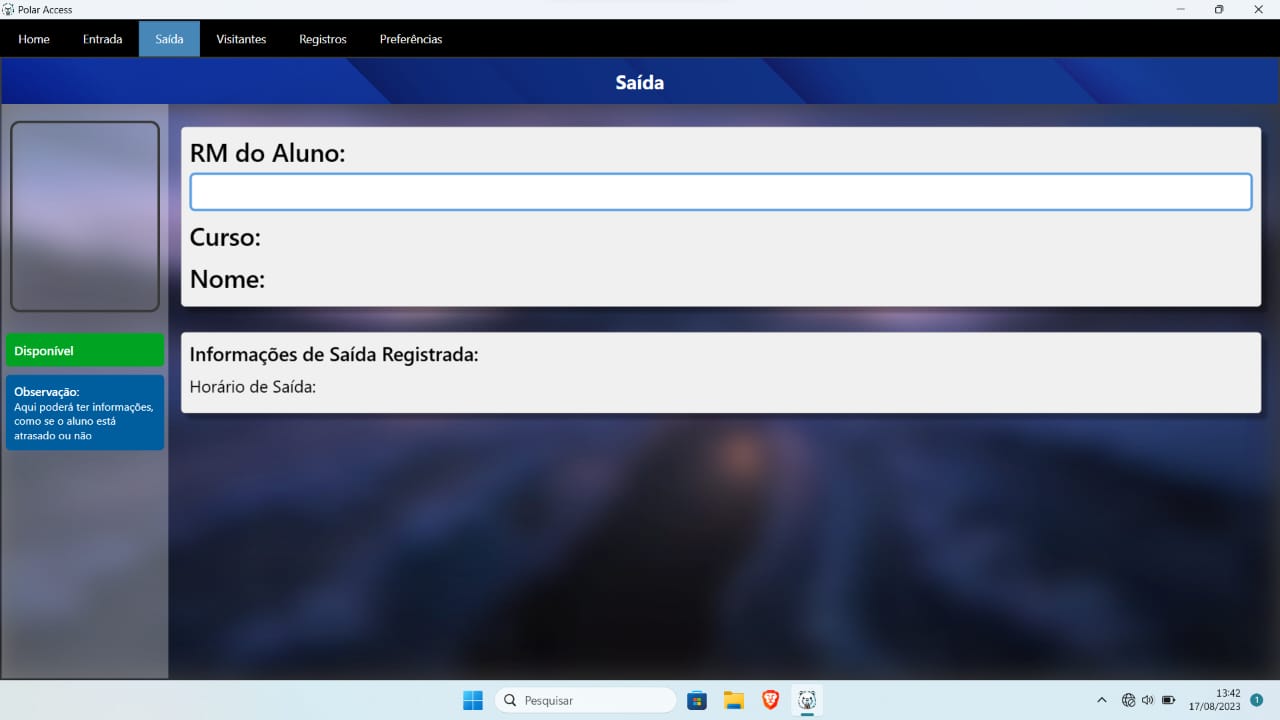 Polar Access
Home Entrada Saída Visitantes Registros Preferências
Saída
RM do Aluno:
Curso:
Nome:
Disponível
Observação:
Aqui poderá ter informações,
como se o aluno está
atrasado ou não
Informações de Saída Registrada:
Horário de Saída:
Pesquisar
13:42
17/08/2023
1